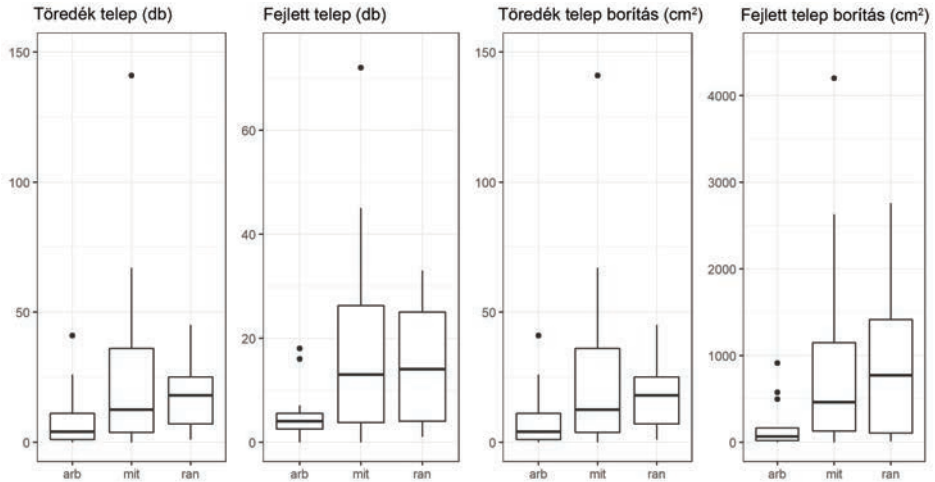 Töredék telep (db)
150
100
50
0
arb mit ran
Fejlett telep (db)
60
40
20
0
arb mit ran
Töredék telep borítás (cm²)
150
100
50
0
arb mit ran
Fejlett telep borítás (cm²)
4000
3000
2000
1000
0
arb mit ran